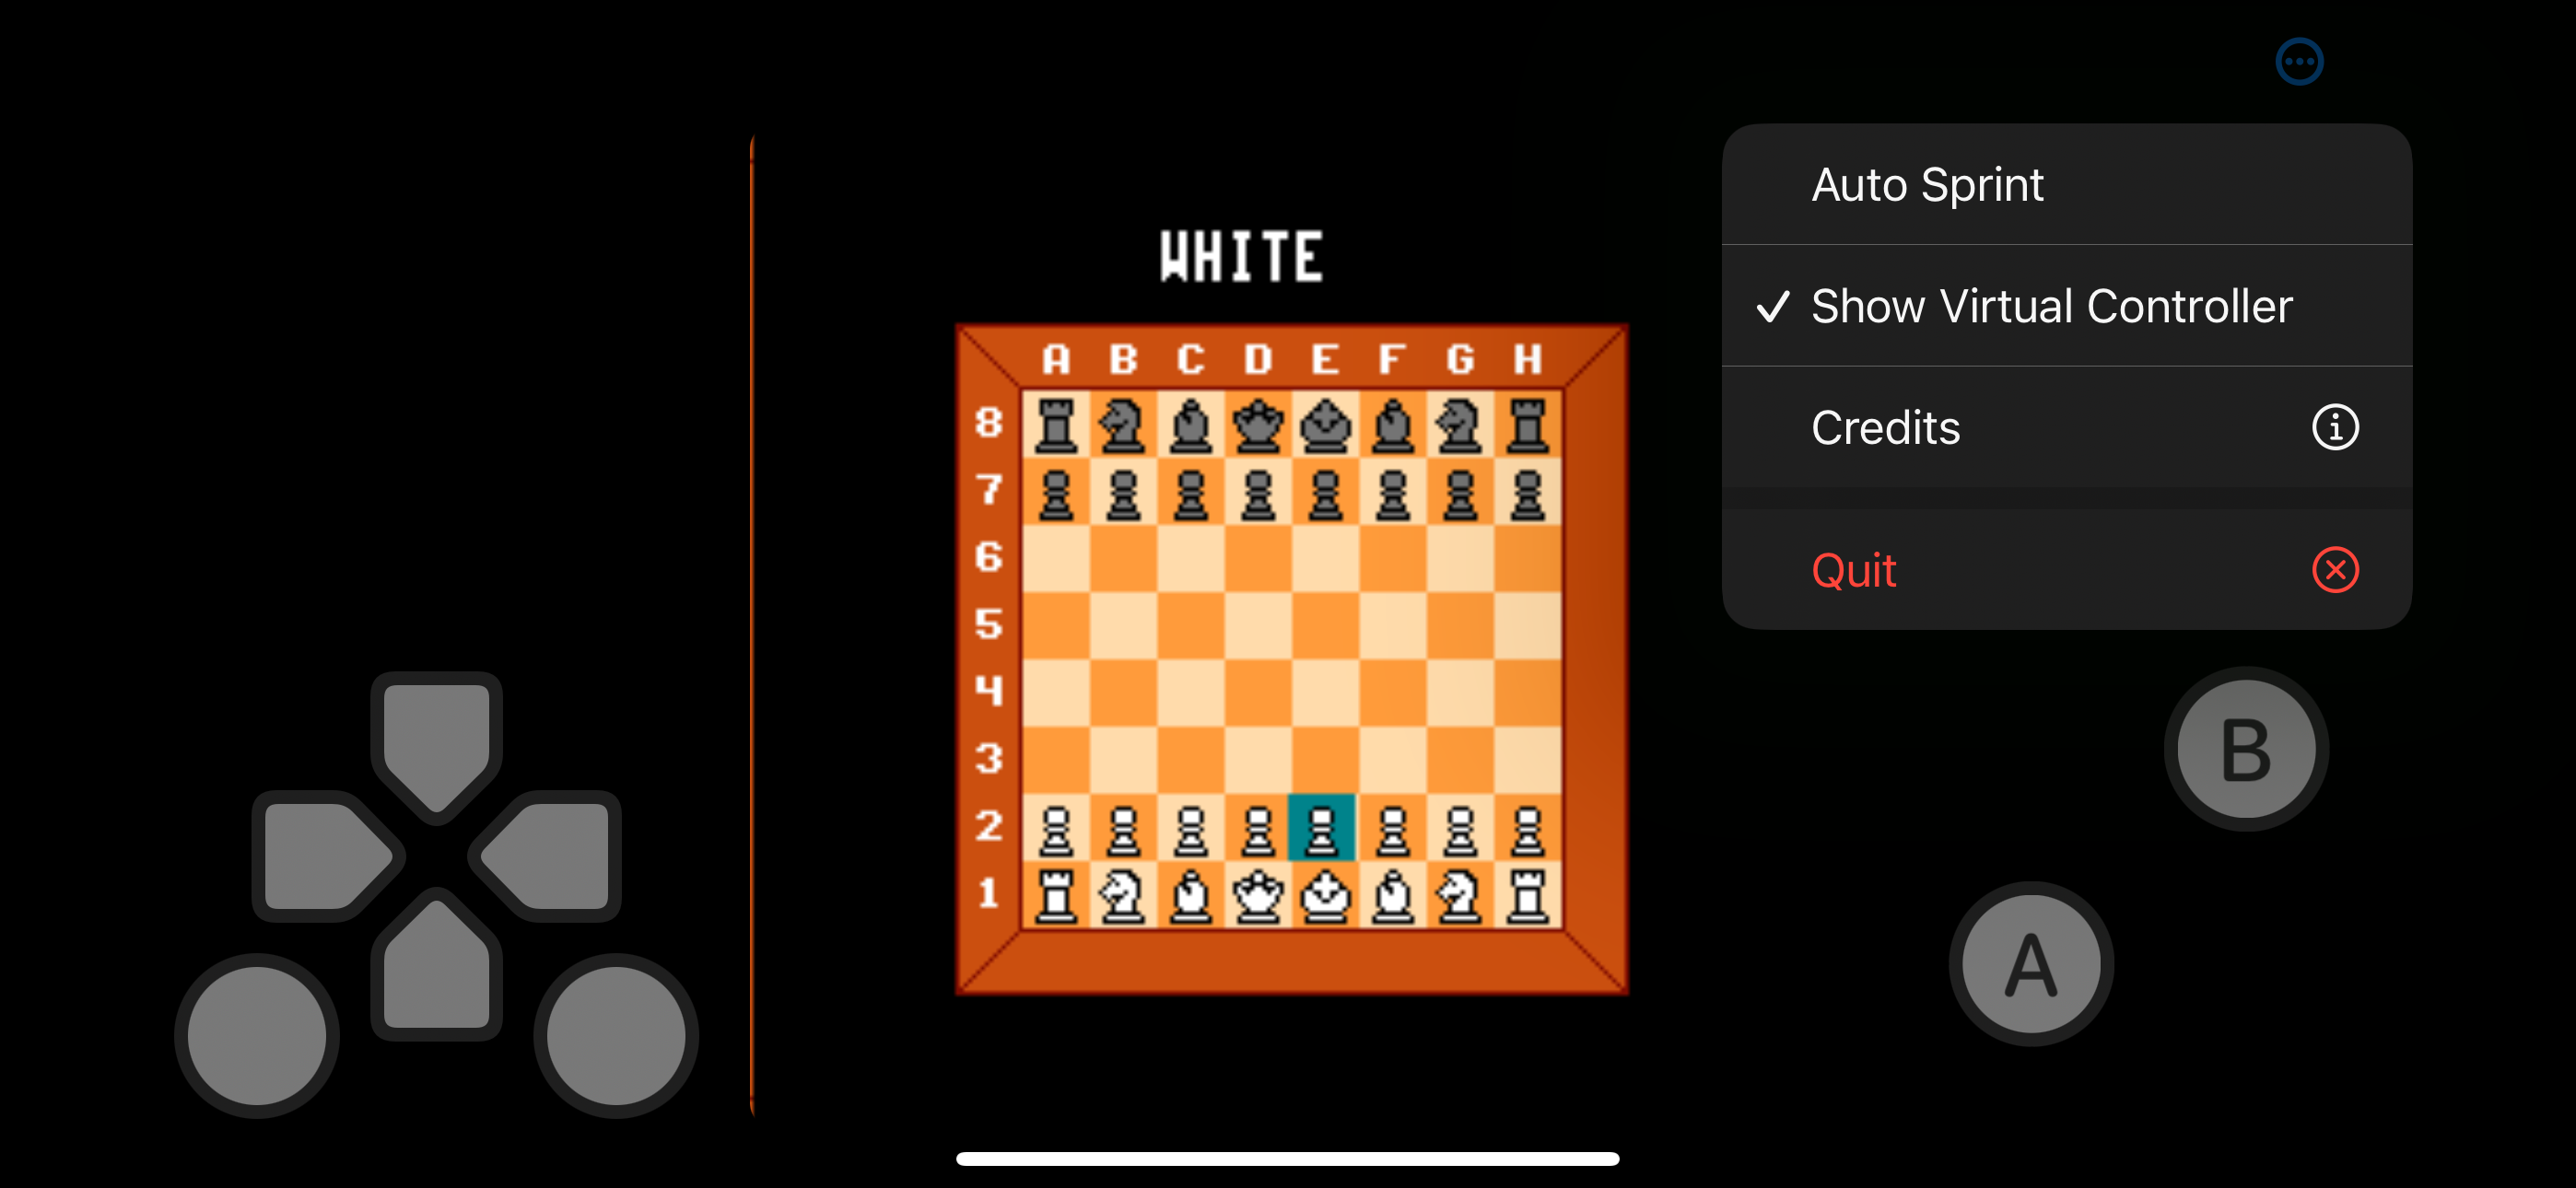 WHITE
A B C D E F G H
8
7
6
5
4
3
2
1
Auto Sprint
Show Virtual Controller
Credits
Quit
B
A